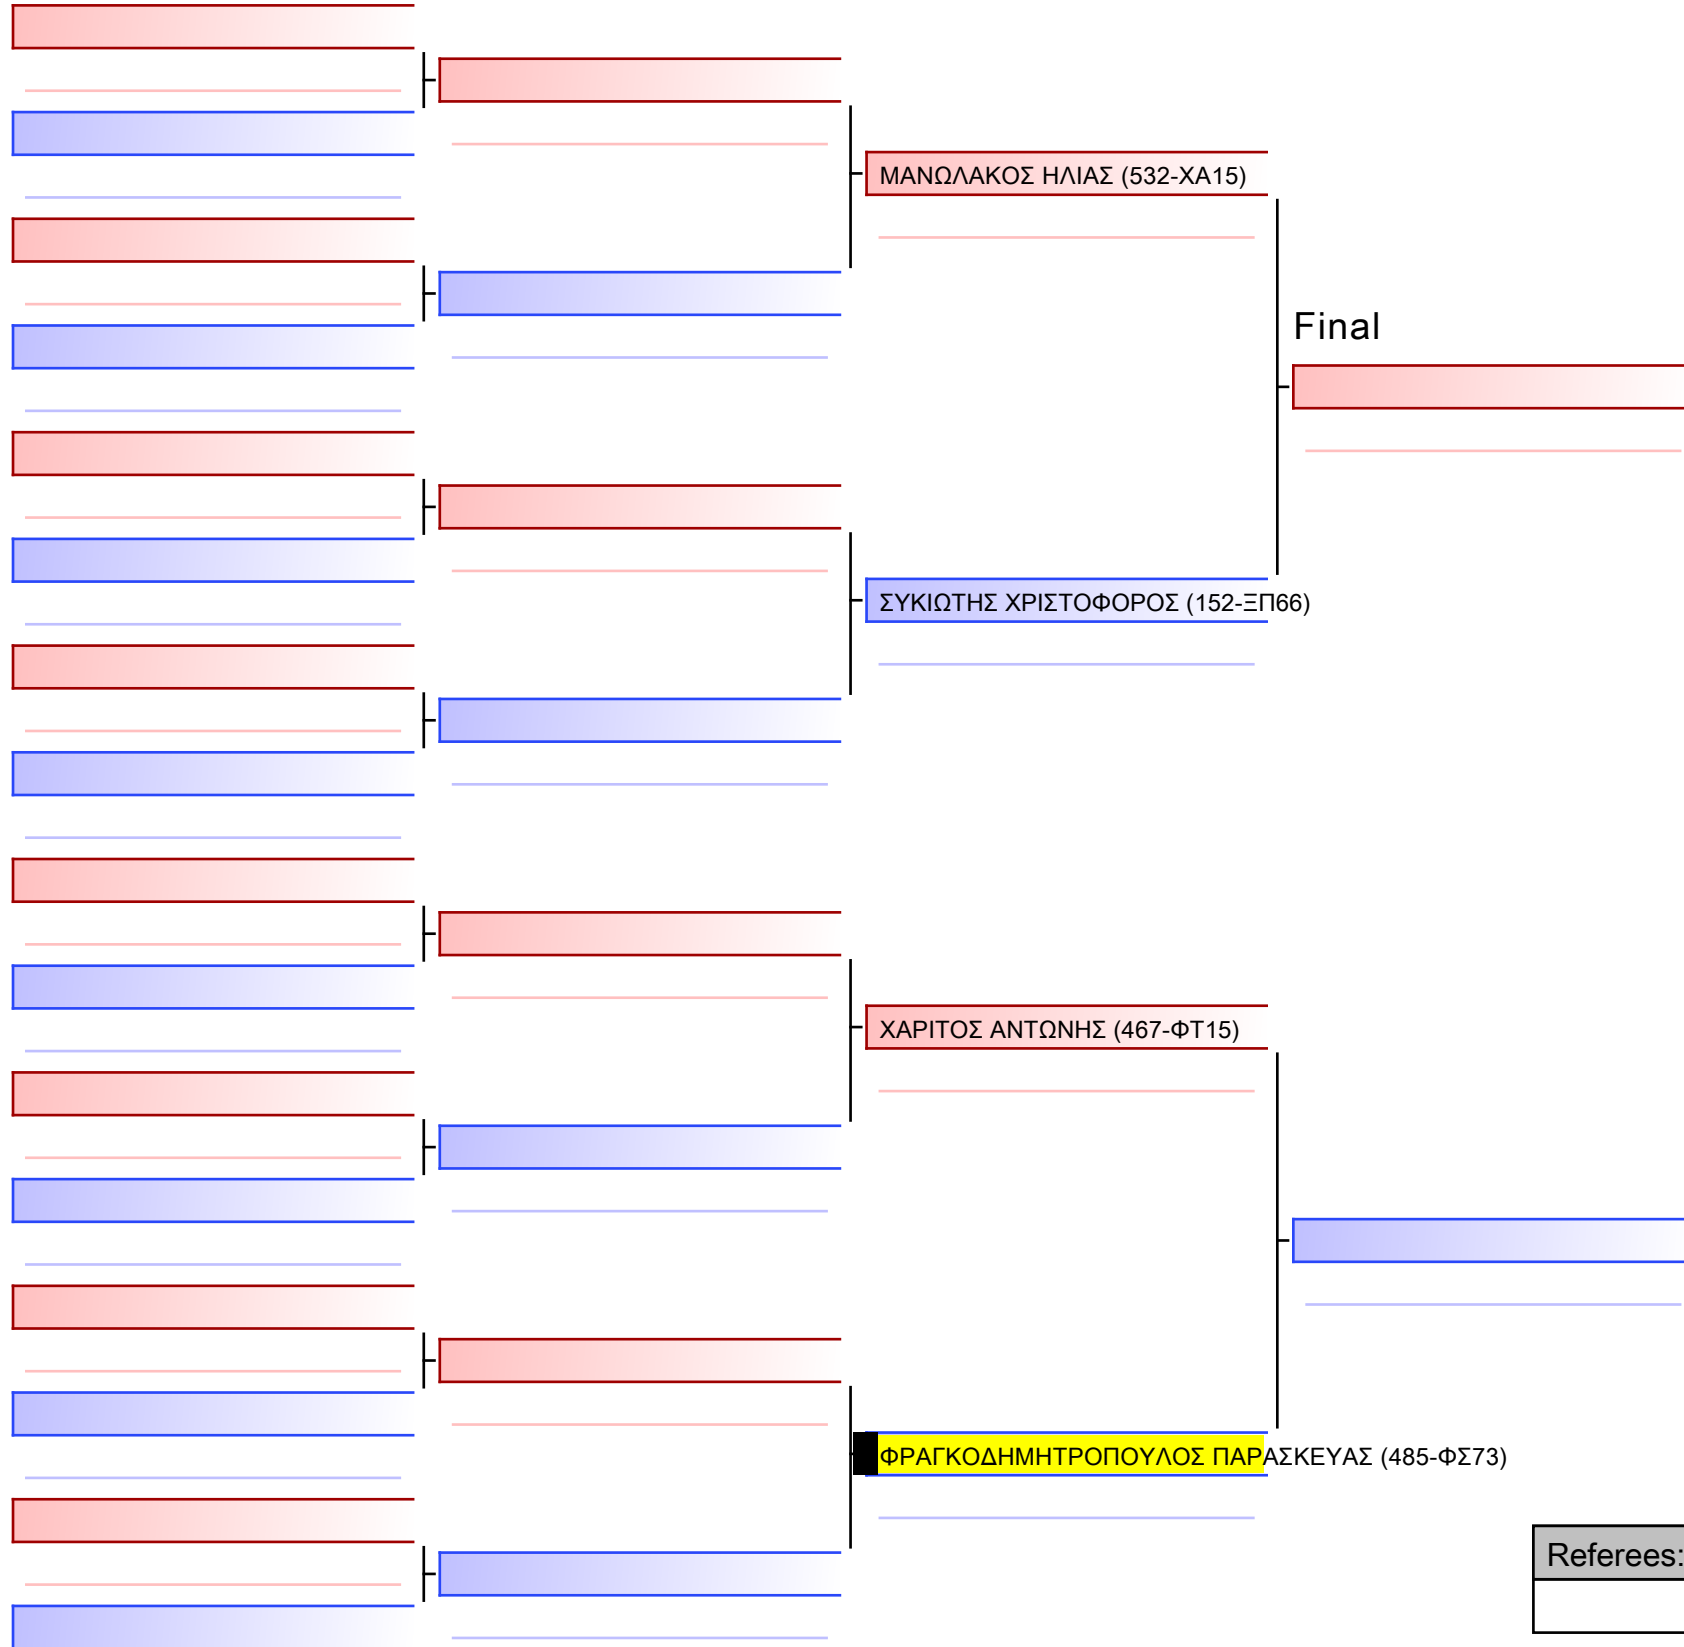 ΜΑΝΩΛΑΚΟΣ ΗΛΙΑΣ (532-ΧΑ15)
Final
ΣΥΚΙΩΤΗΣ ΧΡΙΣΤΟΦΟΡΟΣ (152-ΞΠ66)
ΧΑΡΙΤΟΣ ΑΝΤΩΝΗΣ (467-ΦΤ15)
ΦΡΑΓΚΟΔΗΜΗΤΡΟΠΟΥΛΟΣ ΠΑΡΑΣΚΕΥΑΣ (485-ΦΣ73)
Referees: